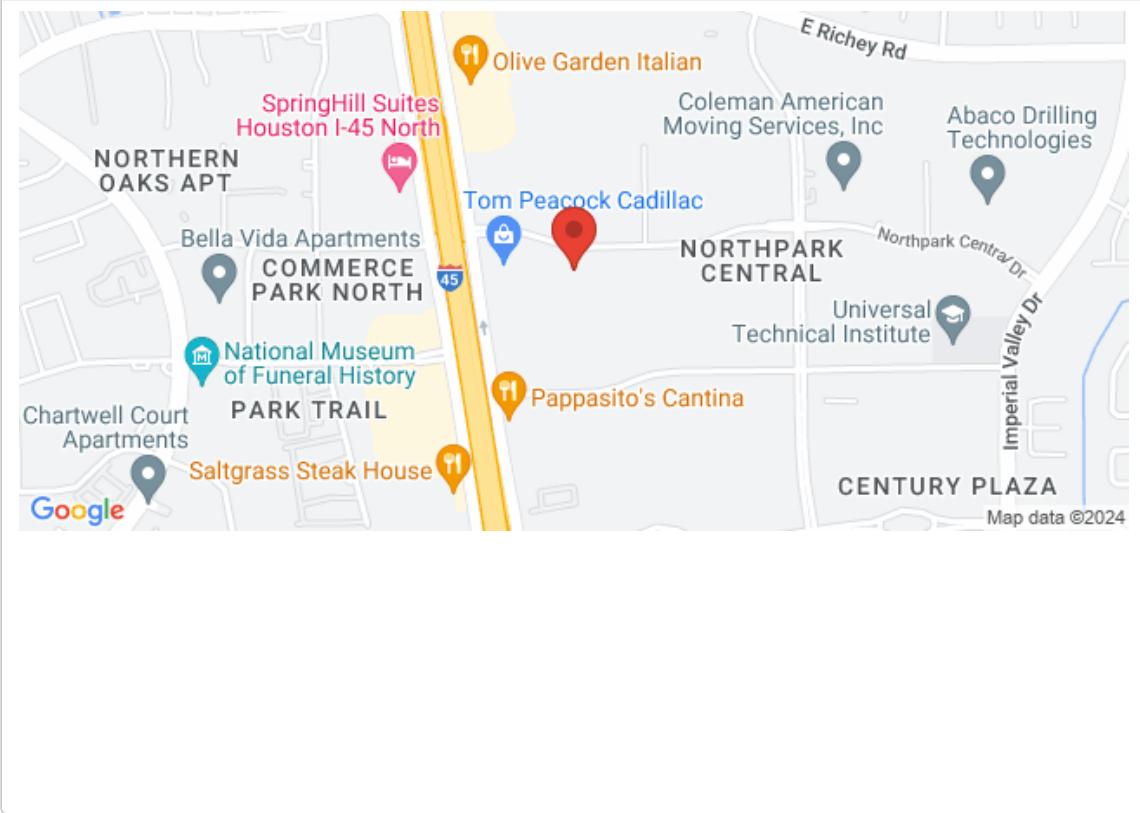 E Richey Rd
Olive Garden Italian
SpringHill Suites
Houston I-45 North
Coleman American
Moving Services, Inc
Abaco Drilling
Technologies
NORTHERN
OAKS APT
Tom Peacock Cadillac
Bella Vida Apartments
COMMERCE
PARK NORTH
45
NORTHPARK
CENTRAL
Northpark Central Dr
Universal
Technical Institute
Imperial Valley Dr
National Museum
of Funeral History
PARK TRAIL
Pappasito's Cantina
Chartwell Court
Apartments
Saltgrass Steak House
CENTURY PLAZA
Google
Map data ©2024